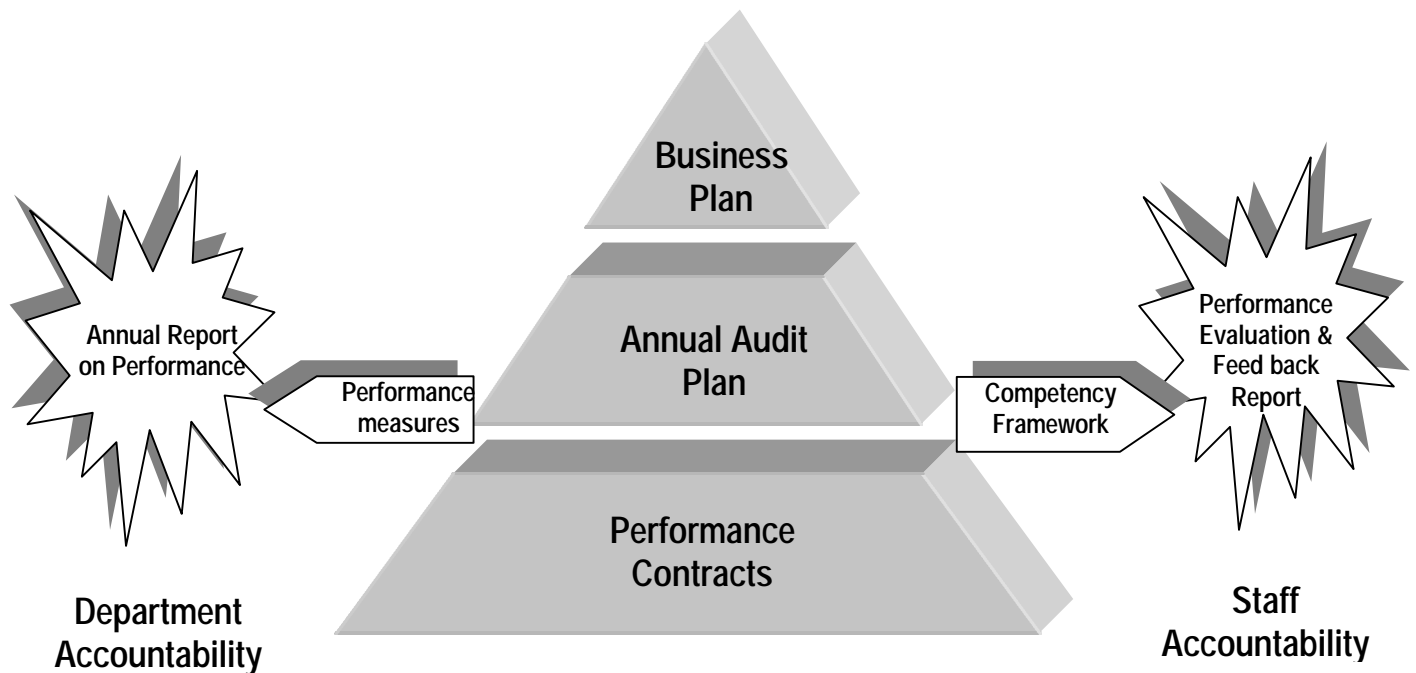 Business
Plan
Annual Audit
Plan
Performance
Contracts
Annual Report
on Performance
Performance
measures
Department
Accountability
Competency
Framework
Performance
Evaluation &
Feed back
Report
Staff
Accountability